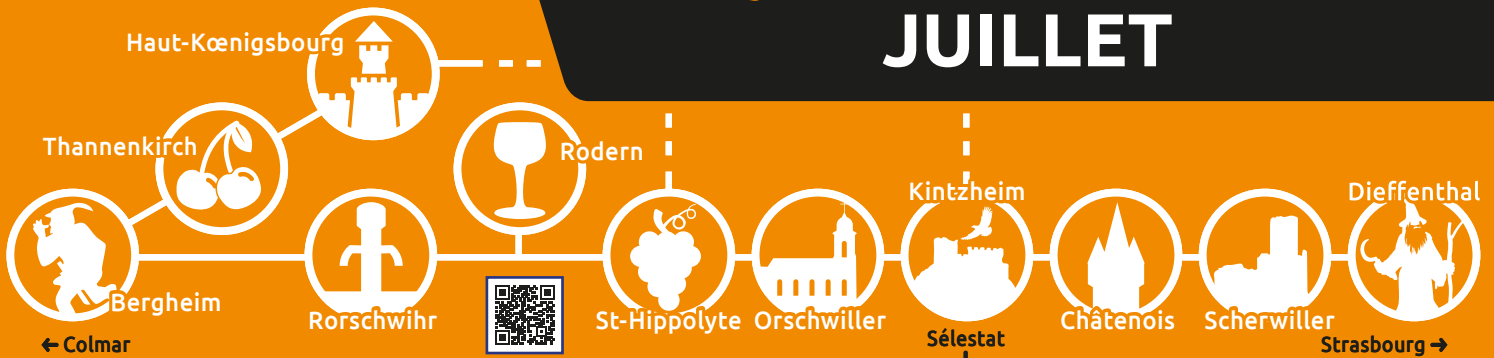 JUILLET
Haut-Kœnigsbourg
Thannenkirch
Rodern
Kintzheim
Dieffenthal
Bergheim
Rorschwihr
St-Hippolyte
Orschwiller
Châtenois
Scherwiller
← Colmar
Sélestat
Strasbourg →